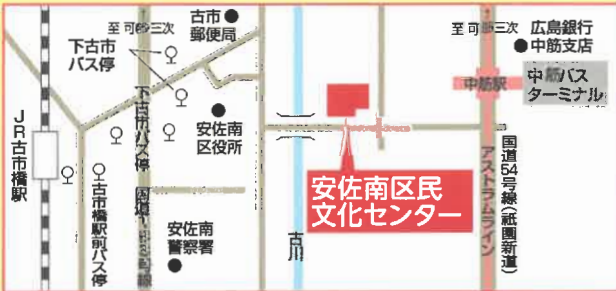 至 可部・三次
古市
郵便局
下古市
バス停
至 可部・三次
広島銀行
中筋支店
中筋駅
中筋バス
ターミナル
JR古市橋駅
古市橋駅前バス停
下古市バス停
安佐南
区役所
安佐南
警察署
古川
安佐南区民
文化センター
アストラムライン
国道54号線(祇園新道)